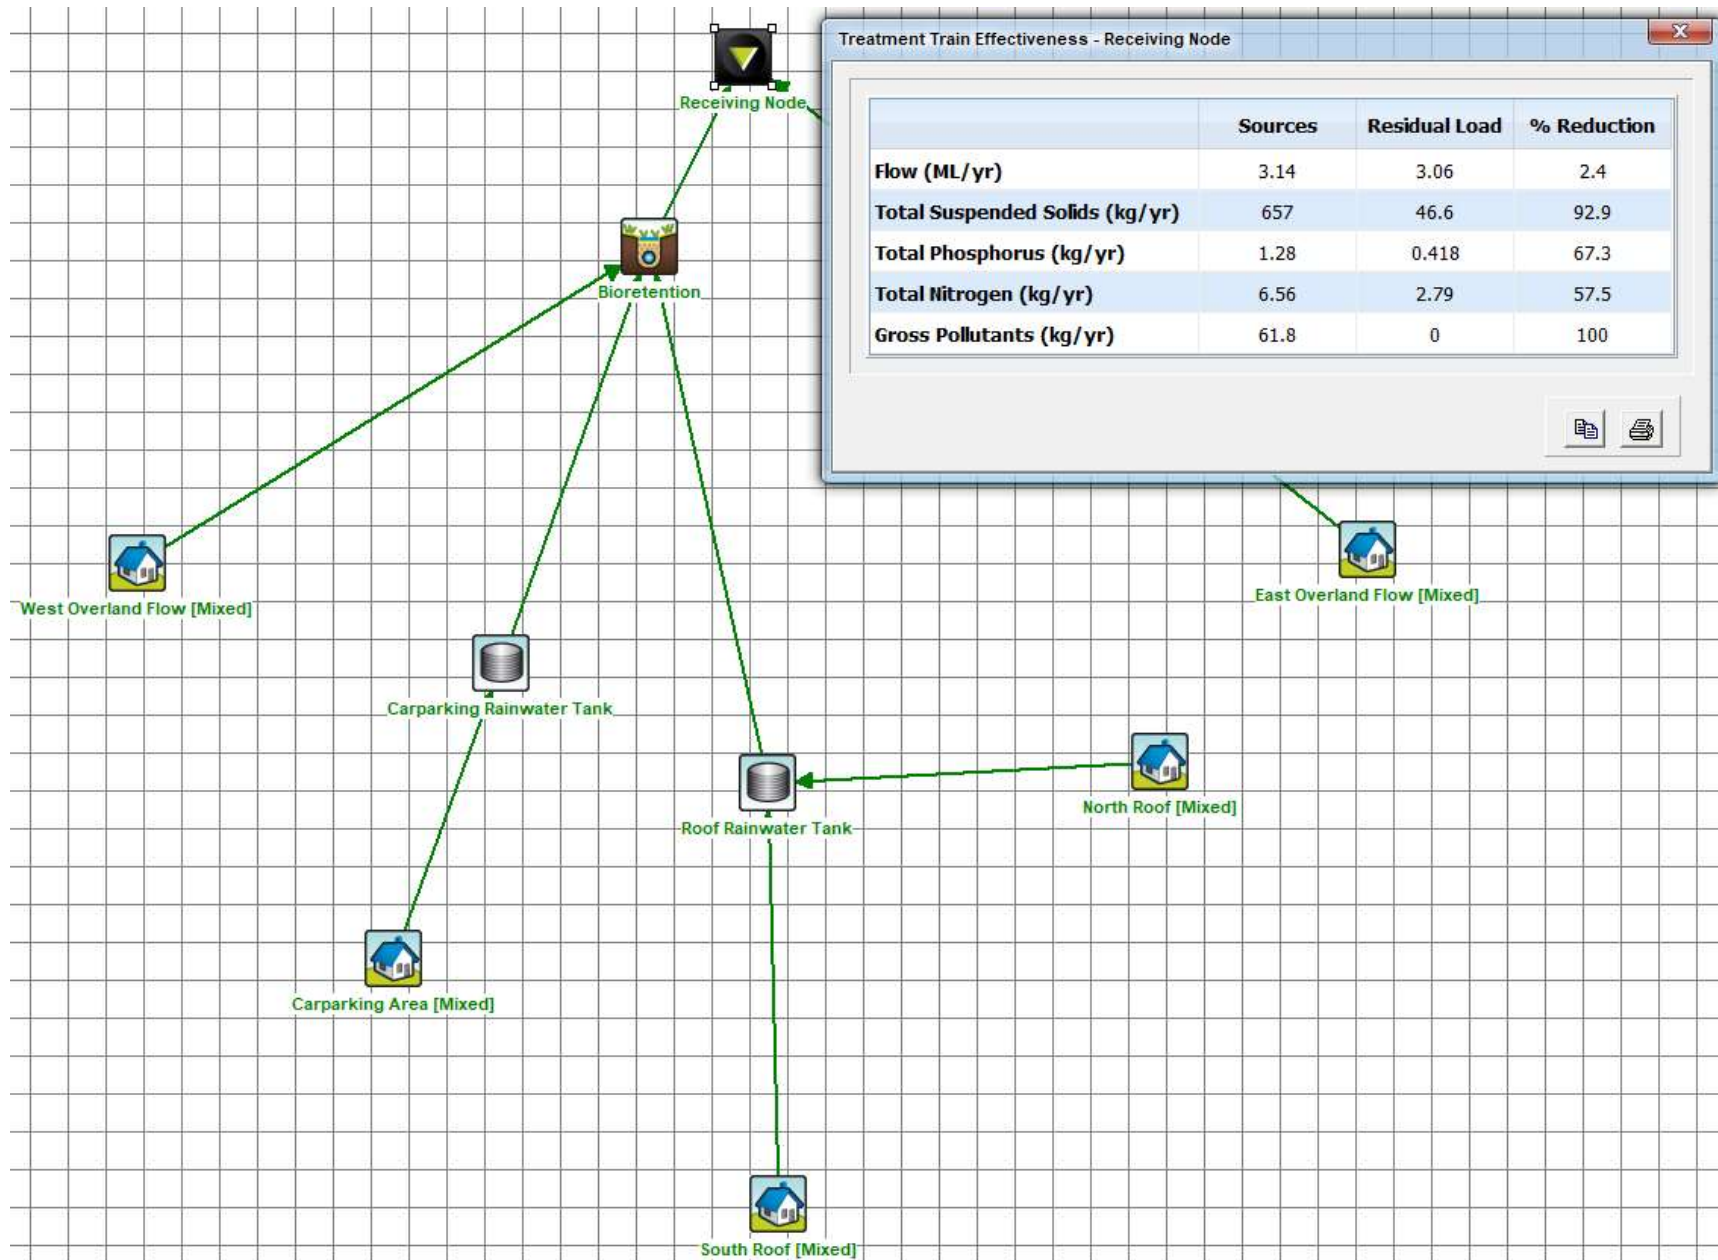 Treatment Train Effectiveness - Receiving Node
Sources Residual Load % Reduction
Flow (ML/yr) 3.14 3.06 2.4
Total Suspended Solids (kg/yr) 657 46.6 92.9
Total Phosphorus (kg/yr) 1.28 0.418 67.3
Total Nitrogen (kg/yr) 6.56 2.79 57.5
Gross Pollutants (kg/yr) 61.8 0 100
Receiving Node
Bioretention
West Overland Flow [Mixed]
East Overland Flow [Mixed]
Carparking Rainwater Tank
North Roof [Mixed]
Roof Rainwater Tank
Carparking Area [Mixed]
South Roof [Mixed]